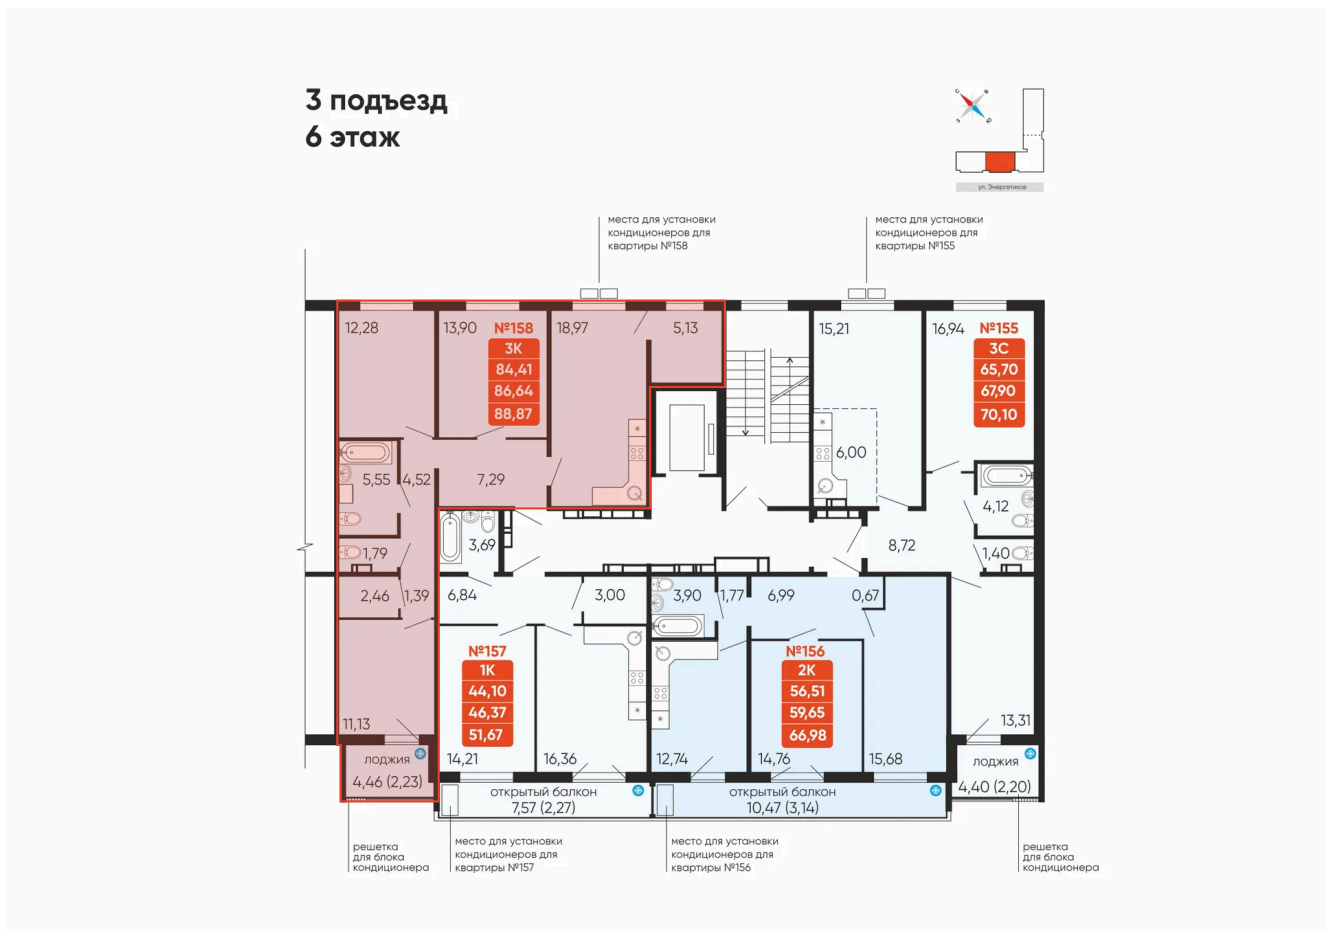 3 подъезд
6 этаж
С
В
З
Ю
ул. Энергетиков
места для установки
кондиционеров для
квартиры №158
места для установки
кондиционеров для
квартиры №155
12,28
13,90
№158
3К
84,41
86,64
88,87
18,97
5,13
15,21
16,94
№155
3С
65,70
67,90
70,10
6,00
5,55
4,52
7,29
4,12
3,69
8,72
1,40
1,79
2,46
1,39
6,84
3,00
3,90
1,77
6,99
0,67
№157
1К
44,10
46,37
51,67
№156
2К
56,51
59,65
66,98
11,13
13,31
14,21
16,36
12,74
14,76
15,68
лоджия
4,46 (2,23)
открытый балкон
7,57 (2,27)
открытый балкон
10,47 (3,14)
лоджия
4,40 (2,20)
решетка
для блока
кондиционера
место для установки
кондиционеров для
квартиры №157
место для установки
кондиционеров для
квартиры №156
решетка
для блока
кондиционера